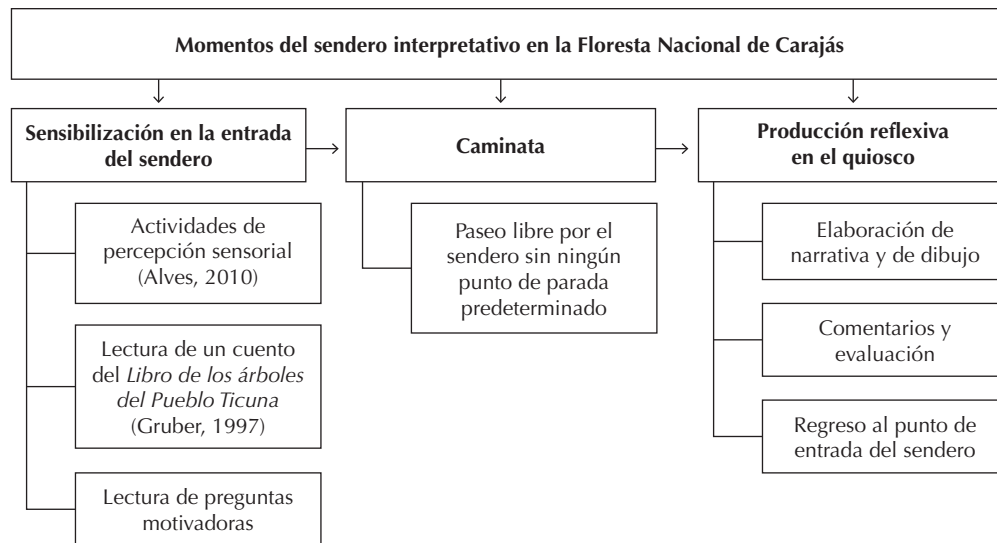 Momentos del sendero interpretativo en la Floresta Nacional de Carajás
Sensibilización en la entrada
del sendero
Actividades de
percepción sensorial
(Alves, 2010)
Lectura de un cuento
del Libro de los árboles
del Pueblo Ticuna
(Gruber, 1997)
Lectura de preguntas
motivadoras
Caminata
Paseo libre por el
sendero sin ningún
punto de parada
predeterminado
Producción reflexiva
en el quiosco
Elaboración de
narrativa y de dibujo
Comentarios y
evaluación
Regreso al punto de
entrada del sendero